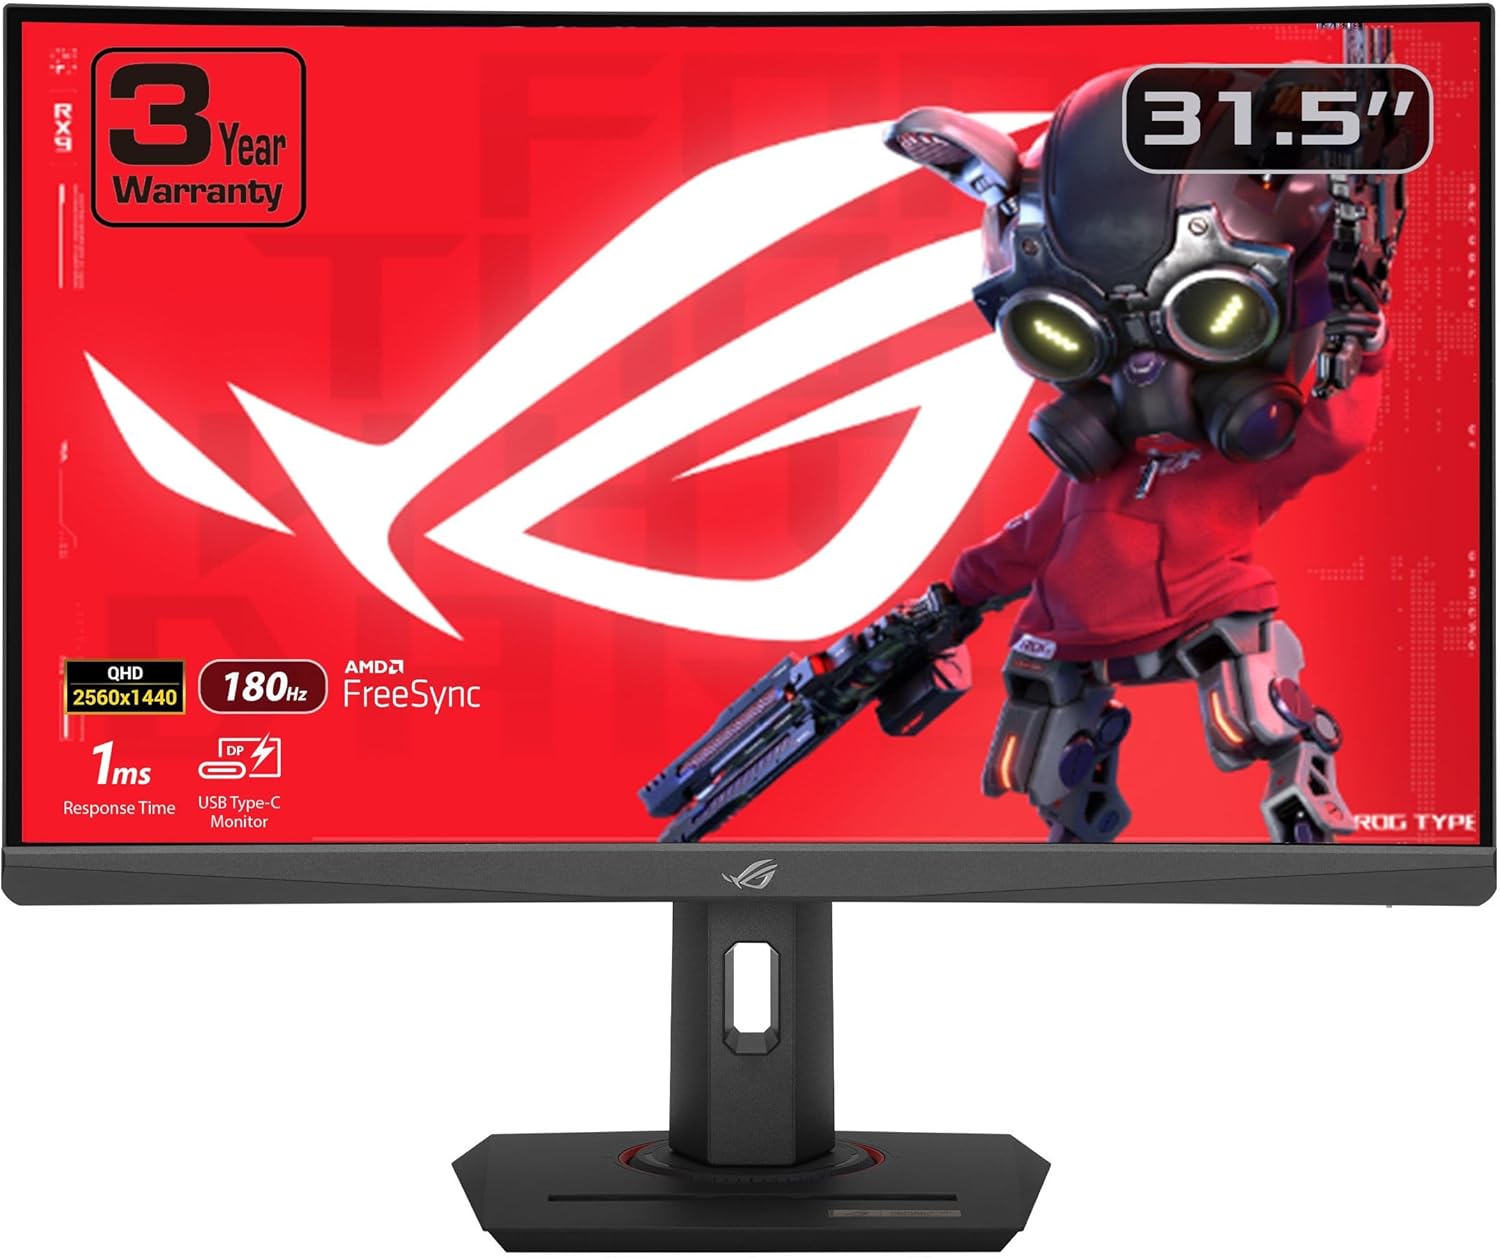 3 Year
Warranty
31.5”
RX9
QHD
2560x1440
180Hz
AMD
FreeSync
1ms
Response Time
DP
USB Type-C
Monitor
ROG TYPE